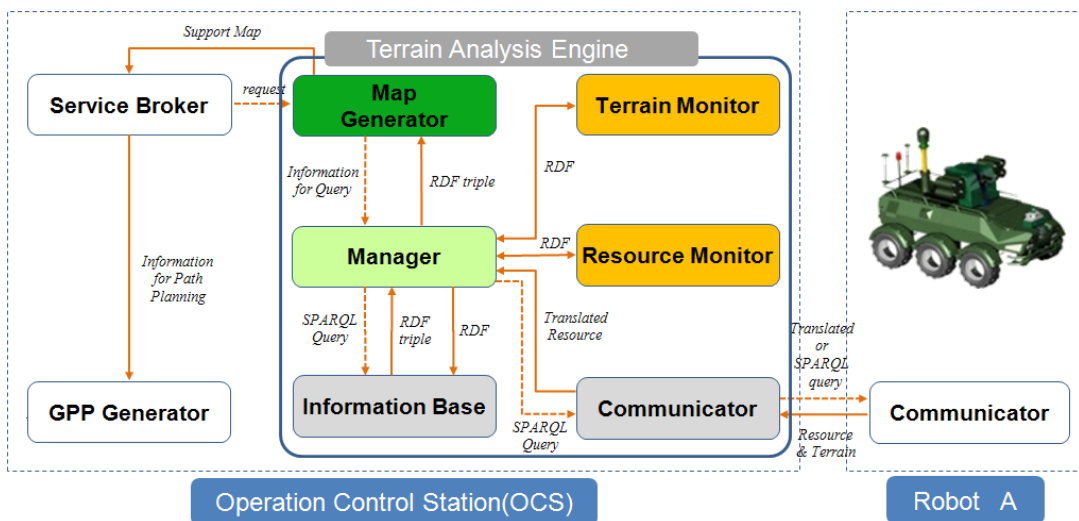 Support Map
Terrain Analysis Engine
Service Broker
request
Map
Generator
Terrain Monitor
Information
for Query
RDF triple
RDF
Manager
RDF
Resource Monitor
Information
for Path
Planning
SPARQL
Query
RDF
triple
RDF
Translated
Resource
Translated
or
SPARQL
query
GPP Generator
Information Base
SPARQL
Query
Communicator
Communicator
Resource
& Terrain
Operation Control Station(OCS)
Robot A